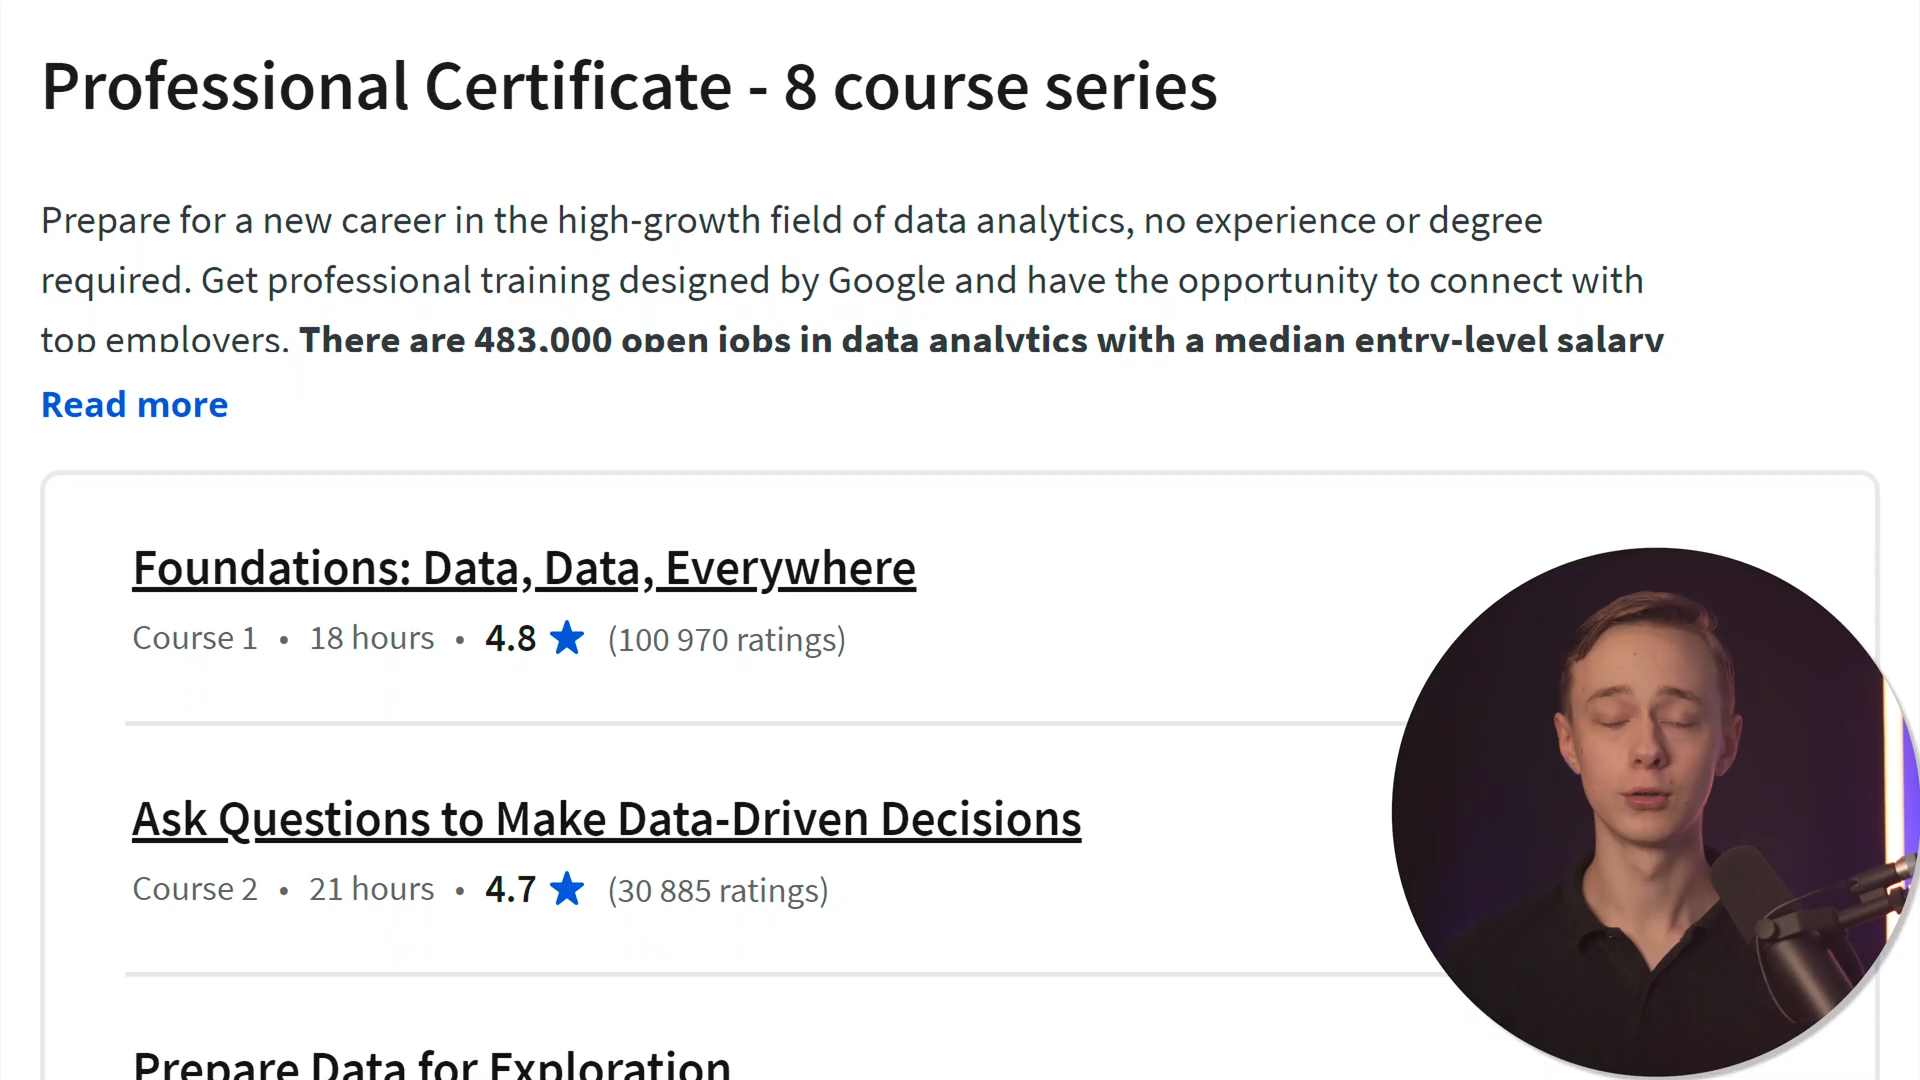 Professional Certificate - 8 course series
Prepare for a new career in the high-growth field of data analytics, no experience or degree
required. Get professional training designed by Google and have the opportunity to connect with
top employers. There are 483,000 open jobs in data analytics with a median entry-level salary
Read more
Foundations: Data, Data, Everywhere
Course 1 • 18 hours • 4.8 ★ (100 970 ratings)
Ask Questions to Make Data-Driven Decisions
Course 2 • 21 hours • 4.7 ★ (30 885 ratings)
Prepare Data for Exploration